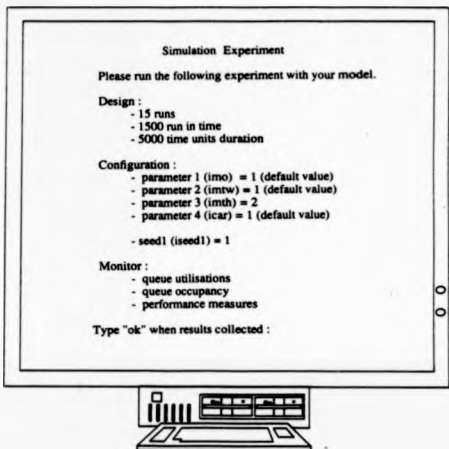 Simulation Experiment
Please run the following experiment with your model.
Design :
- 15 runs
- 1500 run in time
- 5000 time units duration
Configuration :
- parameter 1 (imo) = 1 (default value)
- parameter 2 (imtw) = 1 (default value)
- parameter 3 (imth) = 2
- parameter 4 (icar) = 1 (default value)
- seed1 (iseed1) = 1
Monitor :
- queue utilisations
- queue occupancy
- performance measures
Type "ok" when results collected :